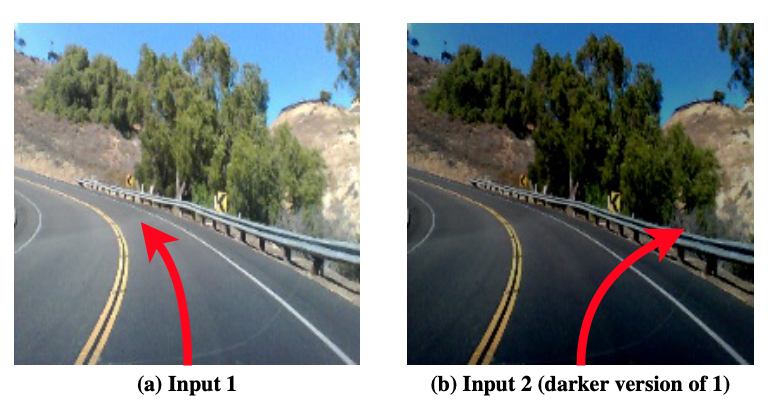 (a) Input 1
(b) Input 2 (darker version of 1)